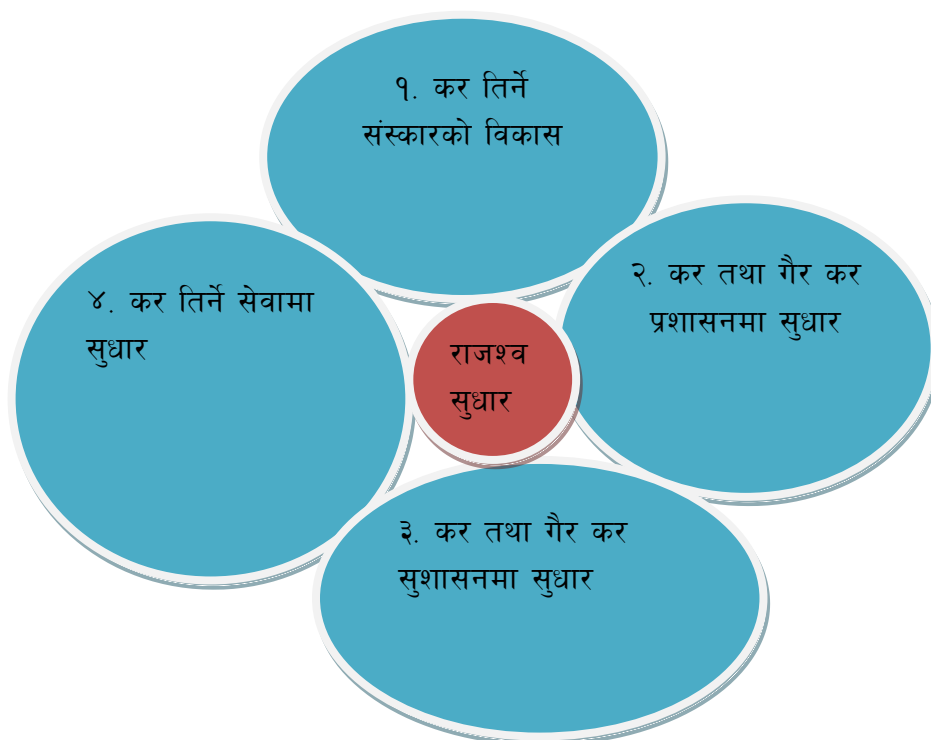 १. कर तिर्ने
संस्कारको विकास
२. कर तथा गैर कर
प्रशासनमा सुधार
३. कर तथा गैर कर
सुशासनमा सुधार
४. कर तिर्ने सेवामा
सुधार
राजश्व
सुधार